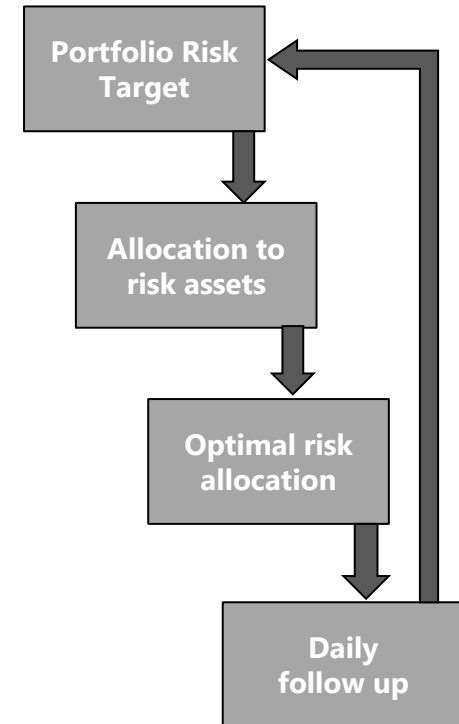 Portfolio Risk
Target
Allocation to
risk assets
Optimal risk
allocation
Daily
follow up